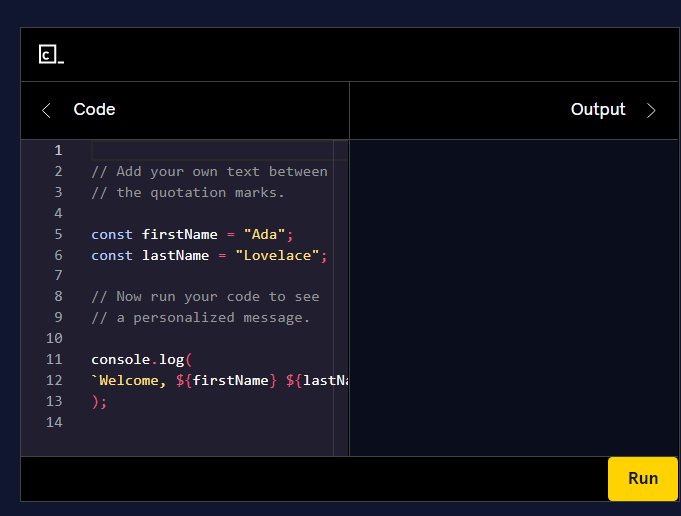 c_
Code
Output
1
2 // Add your own text between
3 // the quotation marks.
4
5 const firstName = "Ada";
6 const lastName = "Lovelace";
7
8 // Now run your code to see
9 // a personalized message.
10
11 console.log(
12 `Welcome, ${firstName} ${lastNa
13 );
14
Run